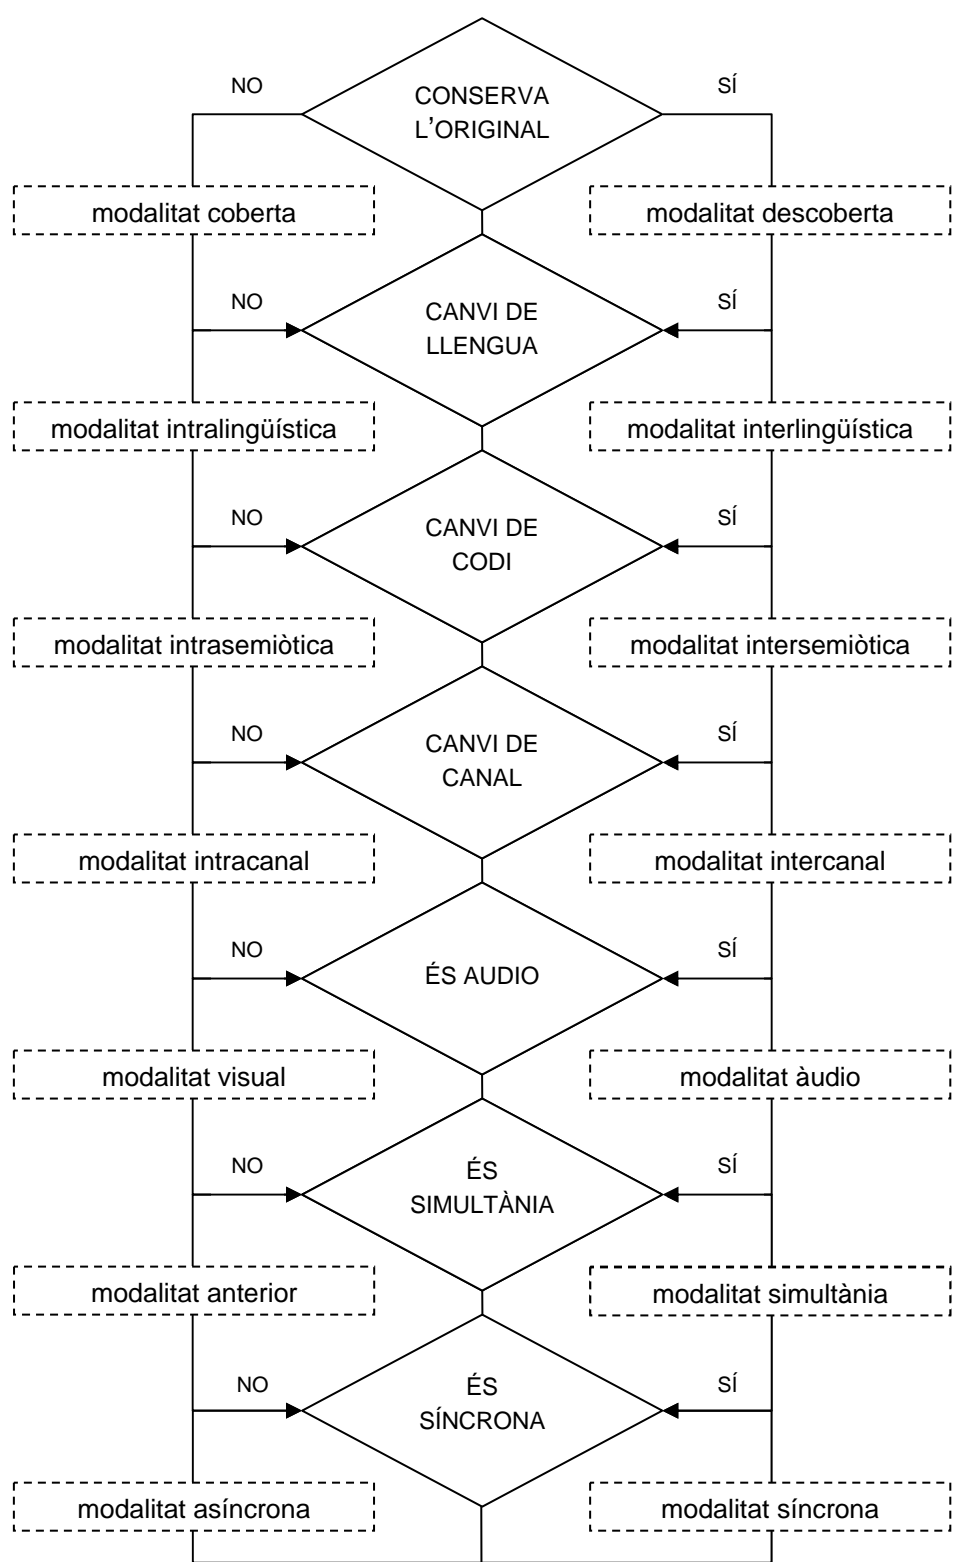 NO
CONSERVA
L'ORIGINAL
SÍ
modalitat coberta
modalitat descoberta
NO
CANVI DE
LLENGUA
SÍ
modalitat intralingüística
modalitat interlingüística
NO
CANVI DE
CODI
SÍ
modalitat intrasemiòtica
modalitat intersemiòtica
NO
CANVI DE
CANAL
SÍ
modalitat intracanal
modalitat intercanal
NO
ÉS AUDIO
SÍ
modalitat visual
modalitat àudio
NO
ÉS
SIMULTÀNIA
SÍ
modalitat anterior
modalitat simultània
NO
ÉS
SÍNCRONA
SÍ
modalitat asíncrona
modalitat síncrona